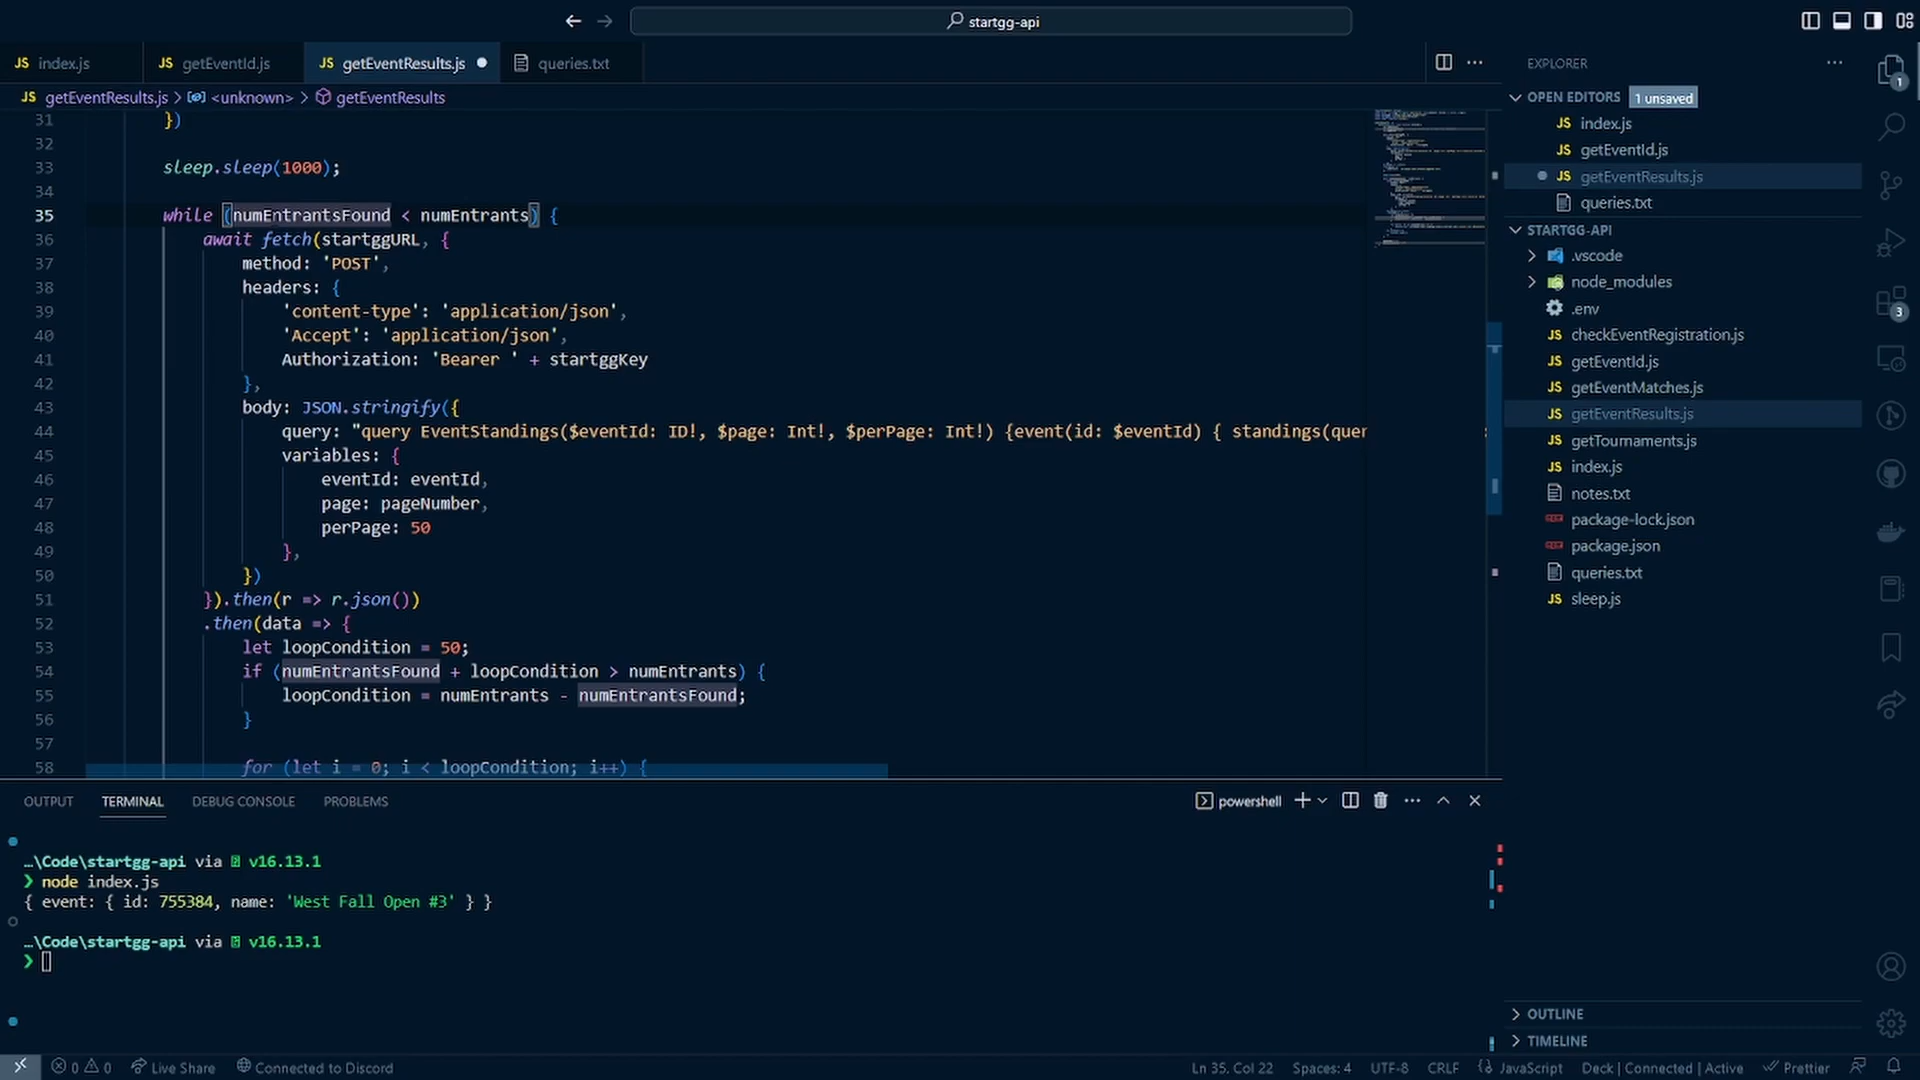 startgg-api
JS index.js
JS getEventId.js
JS getEventResults.js
queries.txt
JS getEventResults.js > <unknown> > getEventResults
31 })
32
33 sleep.sleep(1000);
34
35 while (numEntrantsFound < numEntrants) {
36 await fetch(startggURL, {
37 method: 'POST',
38 headers: {
39 'content-type': 'application/json',
40 'Accept': 'application/json',
41 Authorization: 'Bearer ' + startggKey
42 },
43 body: JSON.stringify({
44 query: "query EventStandings($eventId: ID!, $page: Int!, $perPage: Int!) {event(id: $eventId) { standings(quer
45 variables: {
46 eventId: eventId,
47 page: pageNumber,
48 perPage: 50
49 },
50 })
51 }).then(r => r.json())
52 .then(data => {
53 let loopCondition = 50;
54 if (numEntrantsFound + loopCondition > numEntrants) {
55 loopCondition = numEntrants - numEntrantsFound;
56 }
57
58 for (let i = 0; i < loopCondition; i++) {
OUTPUT TERMINAL DEBUG CONSOLE PROBLEMS
powershell
…\Code\startgg-api via v16.13.1
❯ node index.js
{ event: { id: 755384, name: 'West Fall Open #3' } }
…\Code\startgg-api via v16.13.1
❯
EXPLORER
OPEN EDITORS 1 unsaved
JS index.js
JS getEventId.js
JS getEventResults.js
queries.txt
STARTGG-API
.vscode
node_modules
.env
JS checkEventRegistration.js
JS getEventId.js
JS getEventMatches.js
JS getEventResults.js
JS getTournaments.js
JS index.js
notes.txt
package-lock.json
package.json
queries.txt
JS sleep.js
OUTLINE
TIMELINE
1
3
0 0 Live Share Connected to Discord
Ln 35, Col 22 Spaces: 4 UTF-8 CRLF JavaScript Deck | Connected | Active Prettier